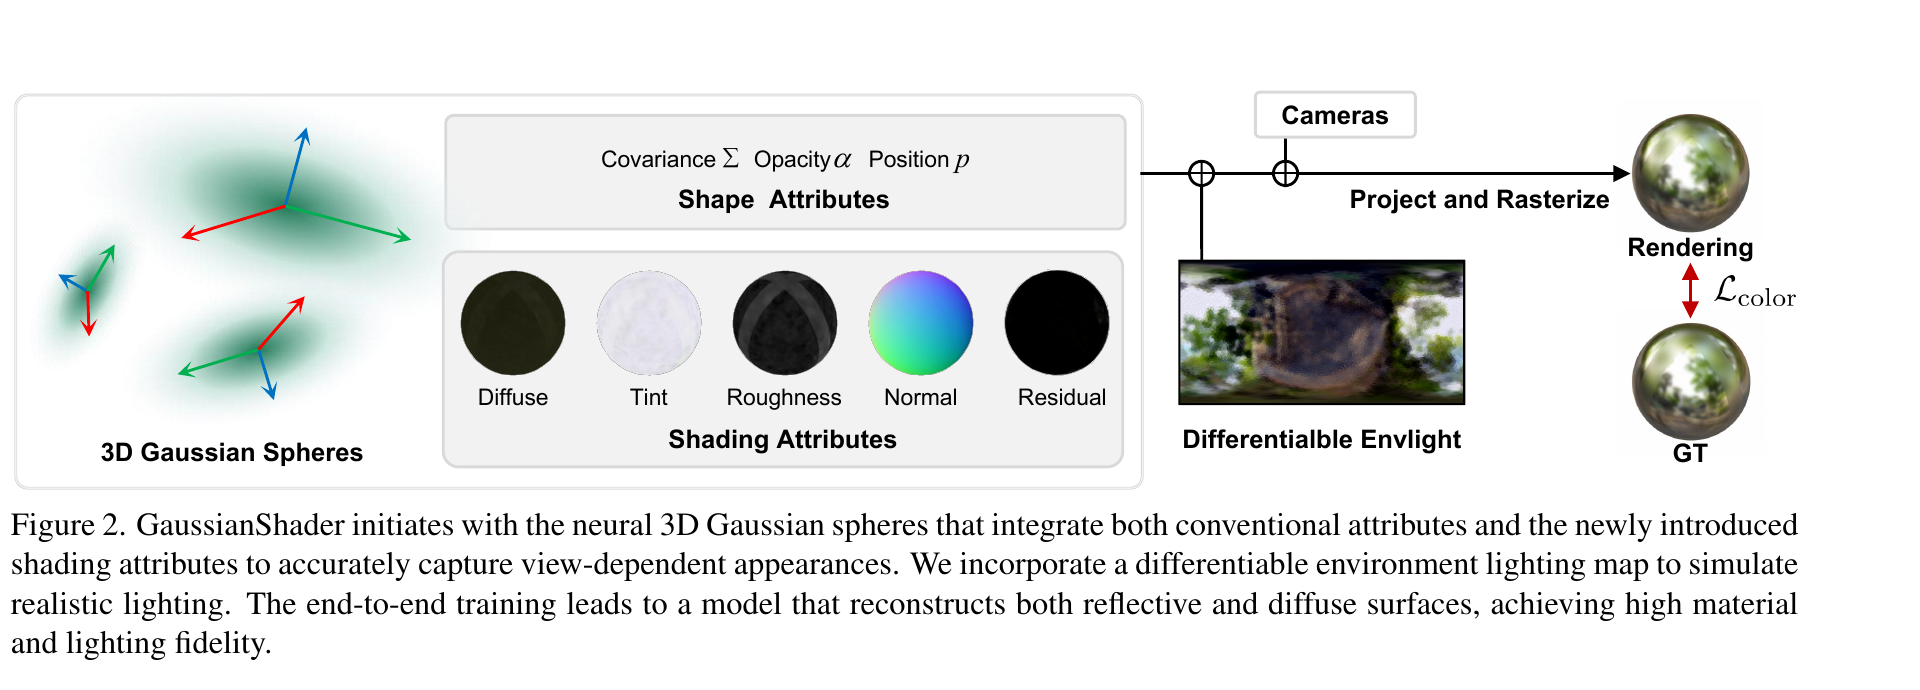 Cameras
Covariance Σ Opacity α Position p
Shape Attributes
Project and Rasterize
Rendering
ℒcolor
Diffuse Tint Roughness Normal Residual
Shading Attributes
3D Gaussian Spheres
Differentialble Envlight
GT
Figure 2. GaussianShader initiates with the neural 3D Gaussian spheres that integrate both conventional attributes and the newly introduced
shading attributes to accurately capture view-dependent appearances. We incorporate a differentiable environment lighting map to simulate
realistic lighting. The end-to-end training leads to a model that reconstructs both reflective and diffuse surfaces, achieving high material
and lighting fidelity.